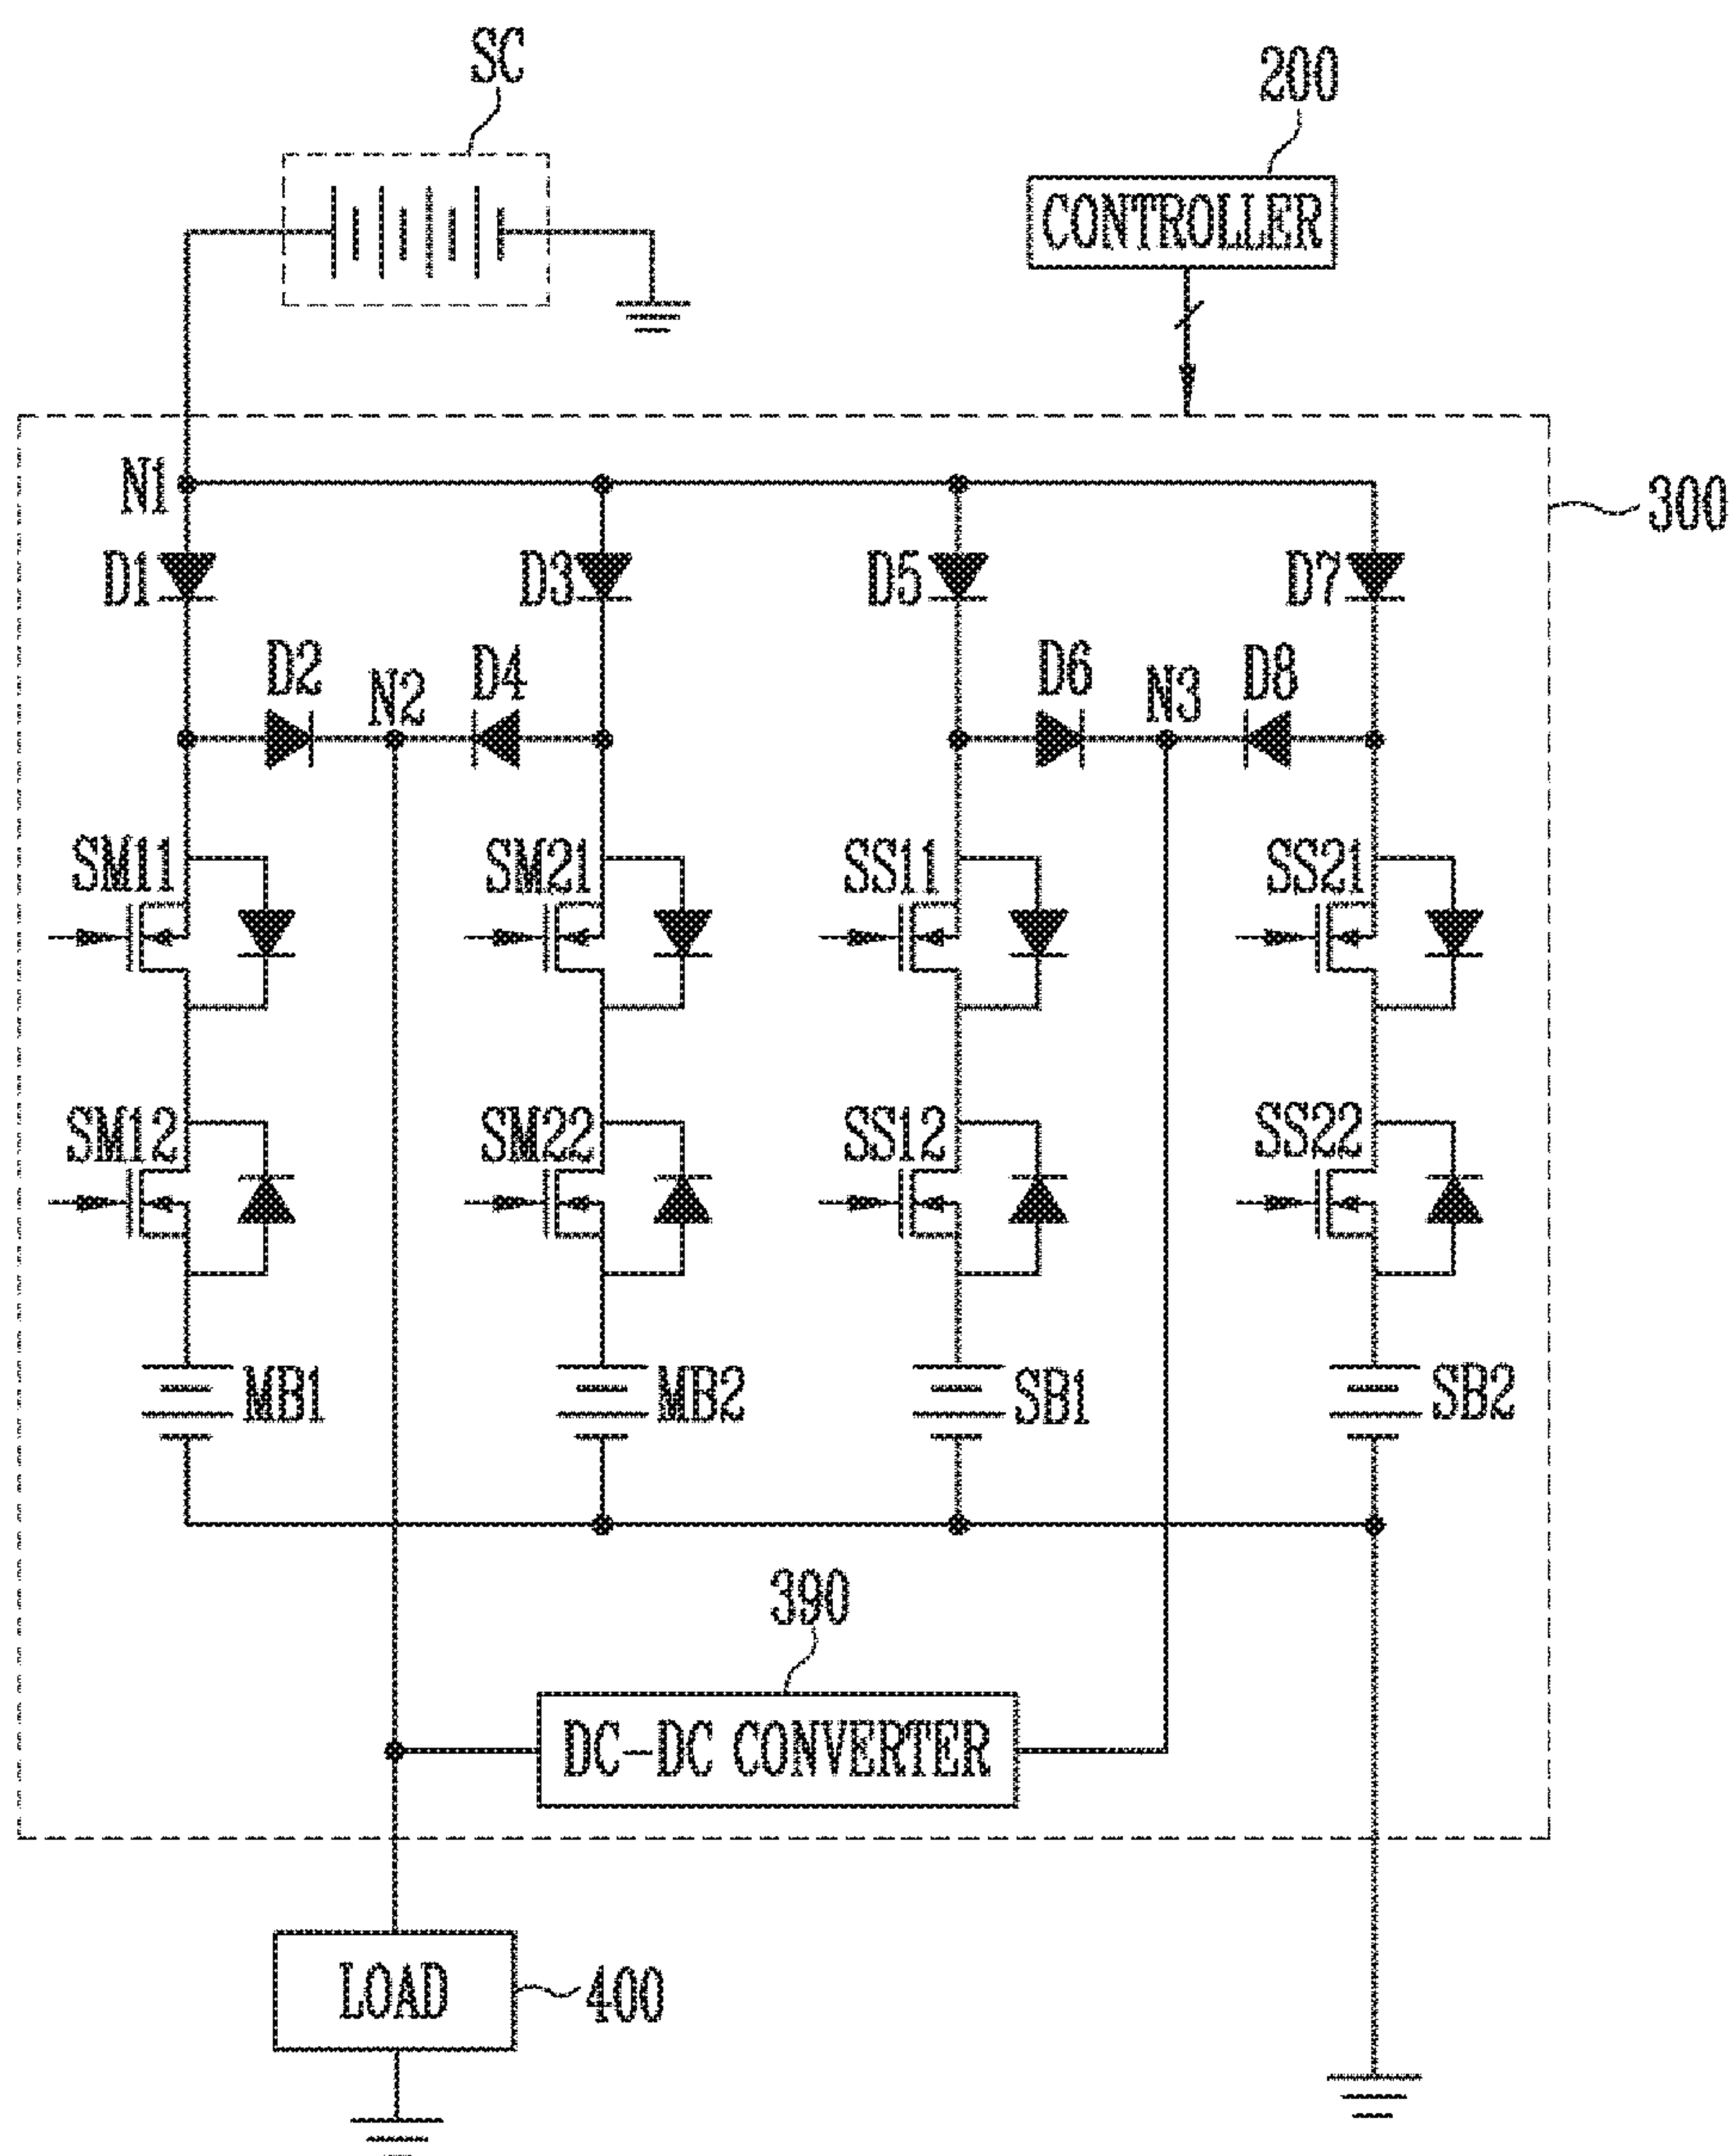 SC
200
CONTROLLER
N1
300
D1
D3
D5
D7
D2
N2
D4
D6
N3
D8
SM11
SM21
SS11
SS21
SM12
SM22
SS12
SS22
MB1
MB2
SB1
SB2
390
DC-DC CONVERTER
LOAD
400